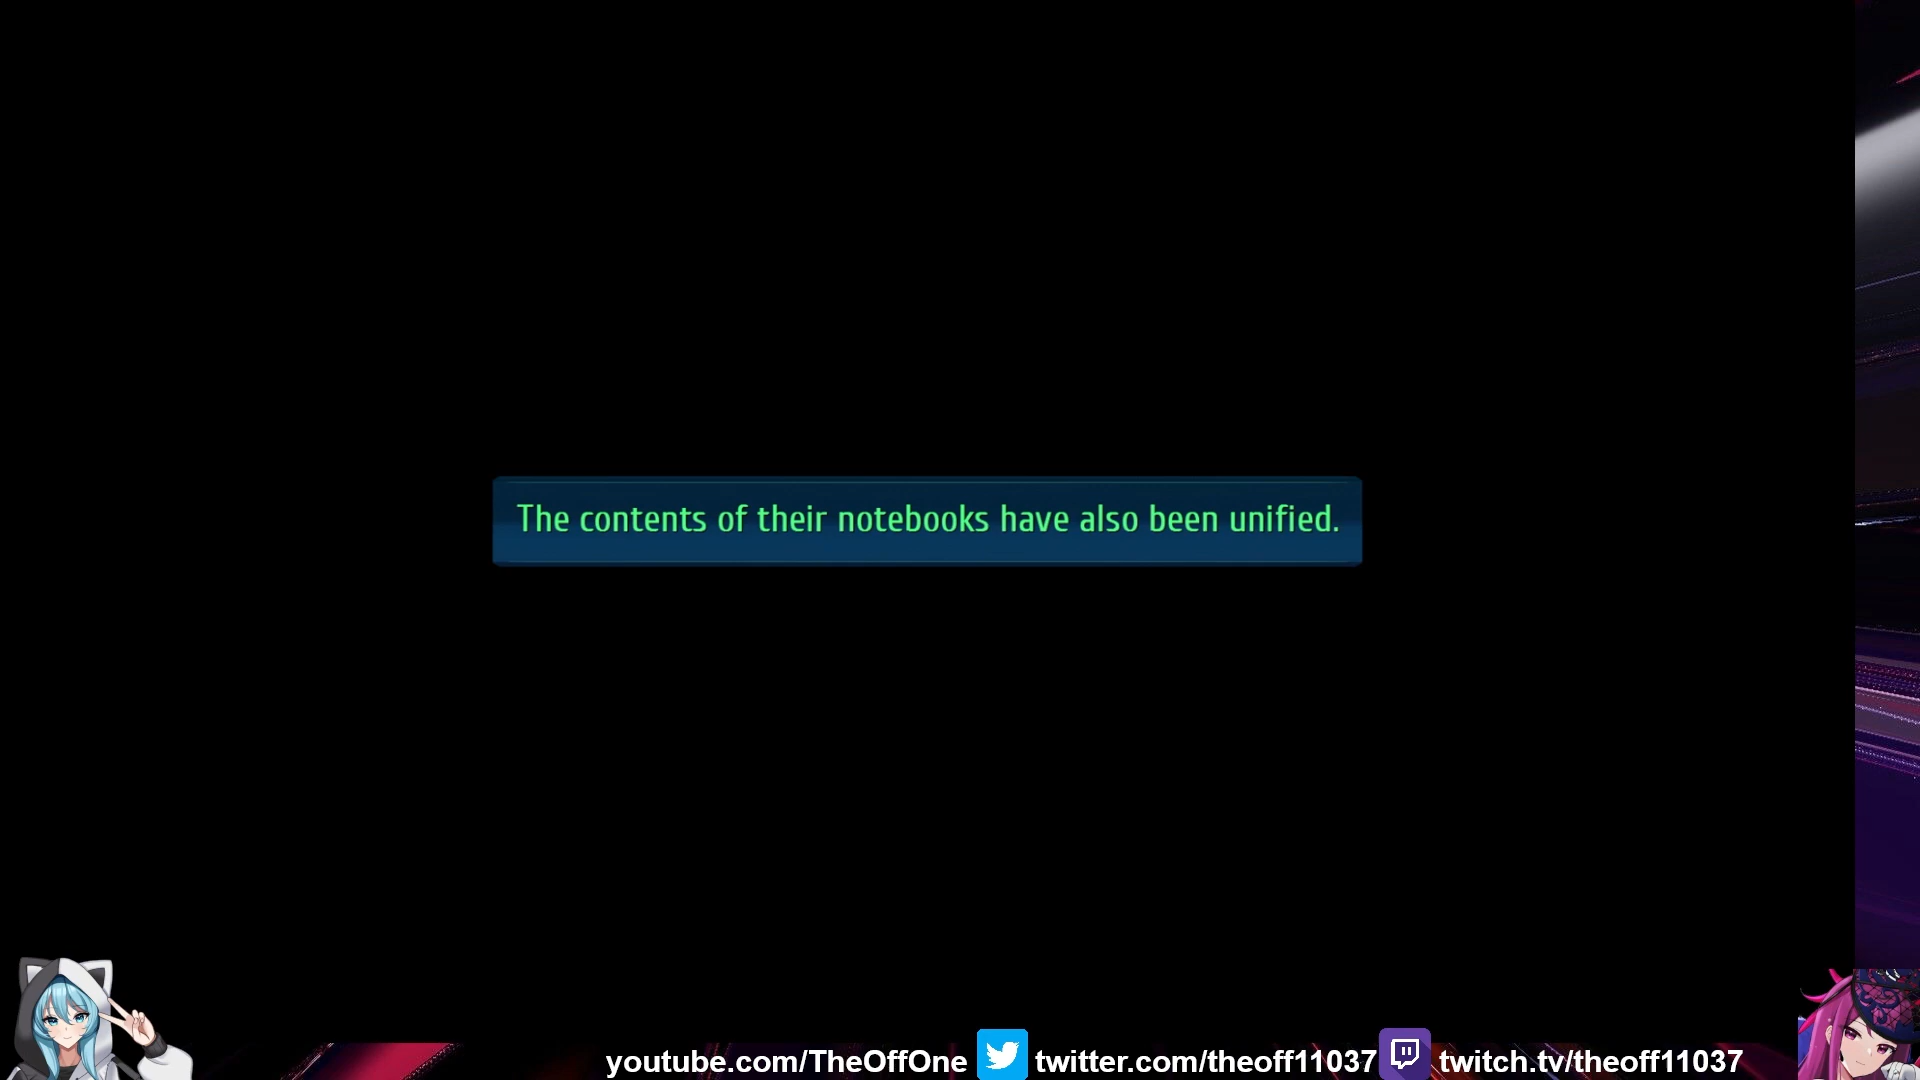 The contents of their notebooks have also been unified.
youtube.com/TheOffOne twitter.com/theoff11037 twitch.tv/theoff11037